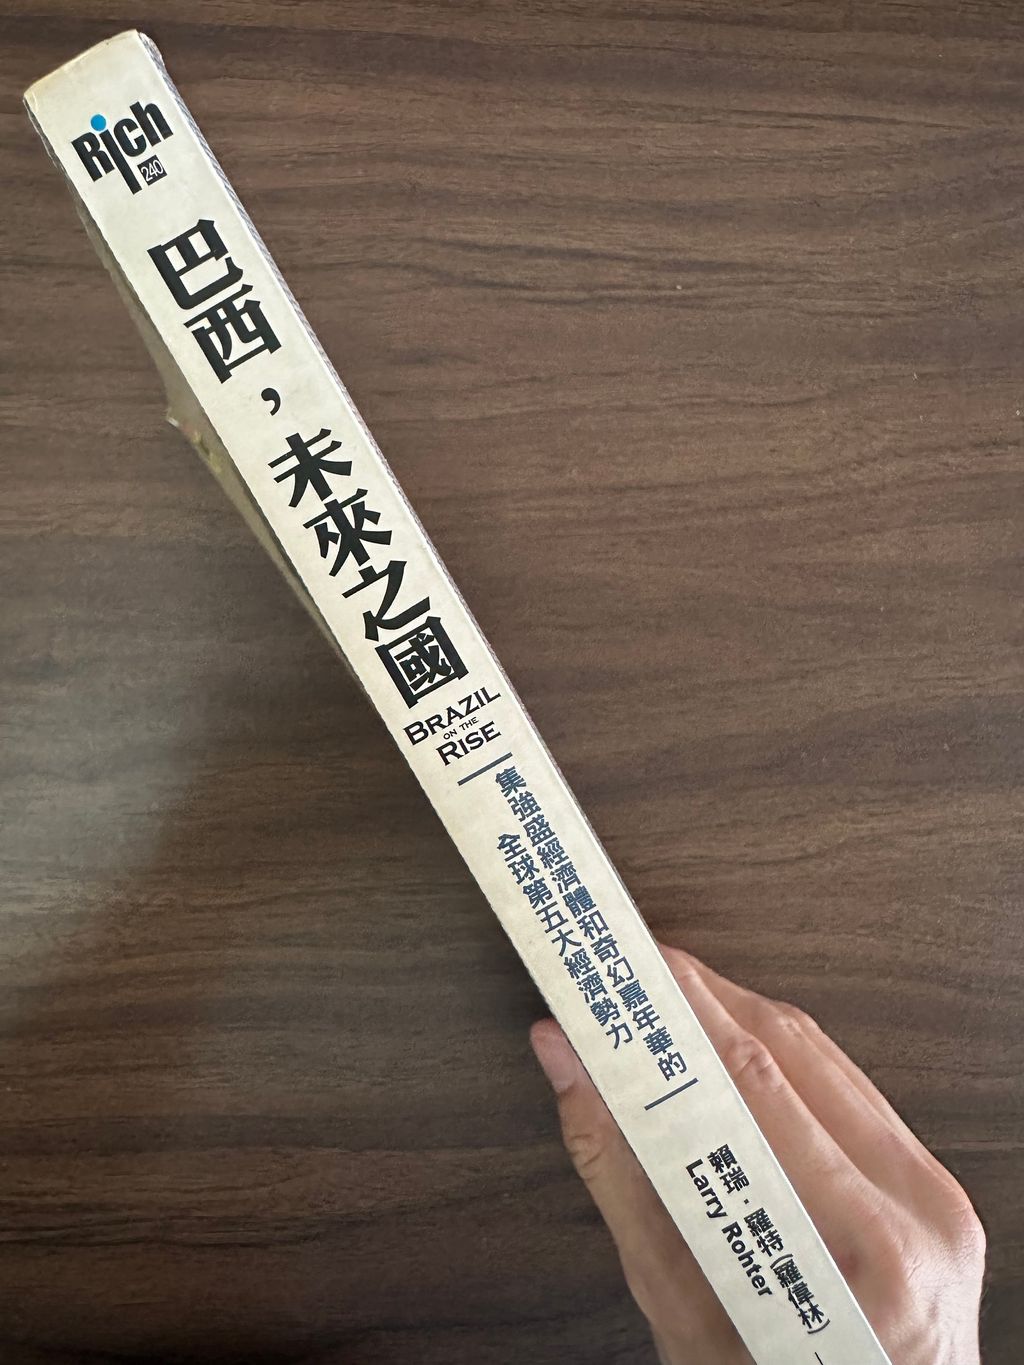 Rich
240
巴西，未來之國
BRAZIL
ON THE
RISE
集強盛經濟體和奇幻嘉年華的
全球第五大經濟勢力
賴瑞・羅特(羅偉林)
Larry Rohter